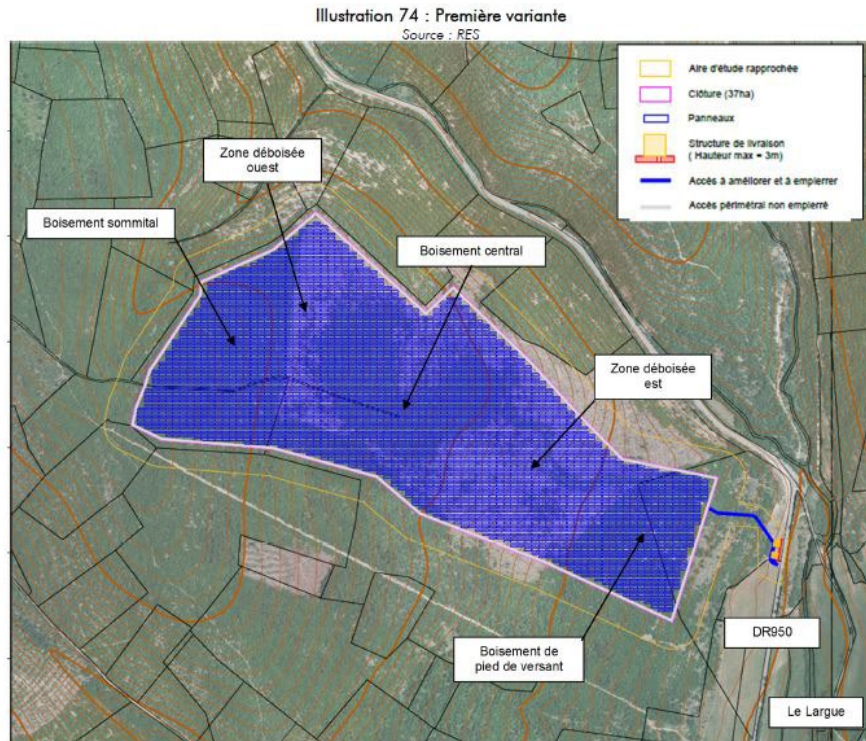 Illustration 74 : Première variante
Source : RES
Aire d'étude rapprochée
Clôture (37ha)
Panneaux
Structure de livraison
( Hauteur max = 3m)
Accès à améliorer et à empierrer
Accès périmétral non empierré
Zone déboisée
ouest
Boisement sommital
Boisement central
Zone déboisée
est
Boisement de
pied de versant
DR950
Le Largue